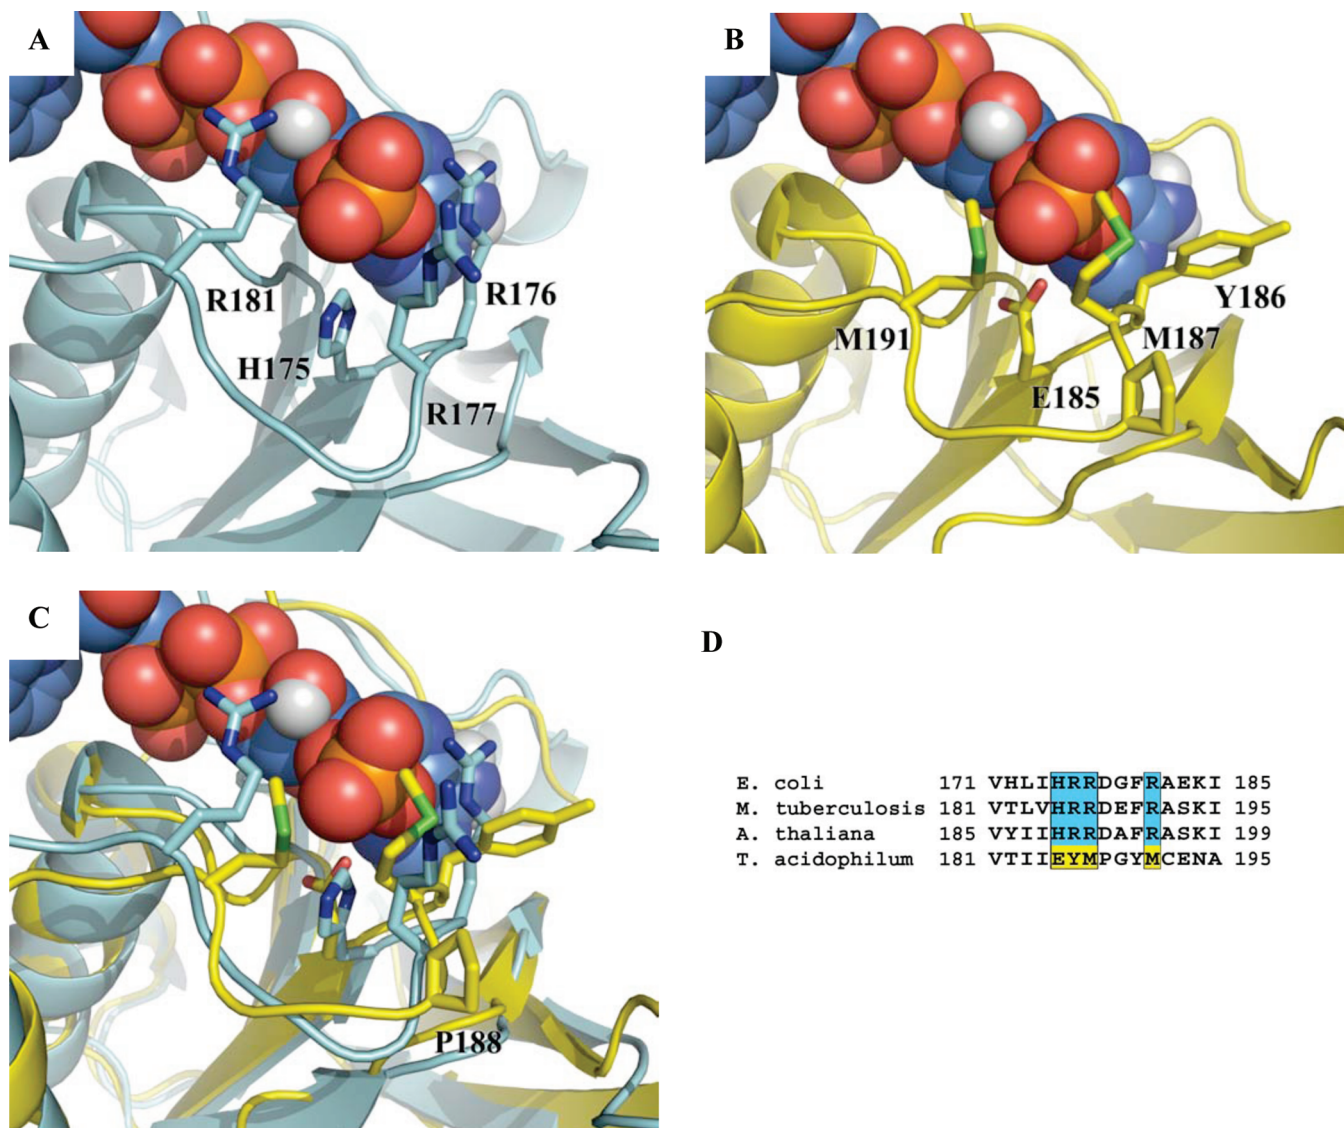 A
R181
R176
H175
R177
B
Y186
M191
M187
E185
C
P188
D
E. coli 171 VHLIHRRDGFRAEKI 185
M. tuberculosis 181 VTLVHRRDEFRASKI 195
A. thaliana 185 VYIIHRRDAFRASKI 199
T. acidophilum 181 VTIIEYMPGYMCENA 195